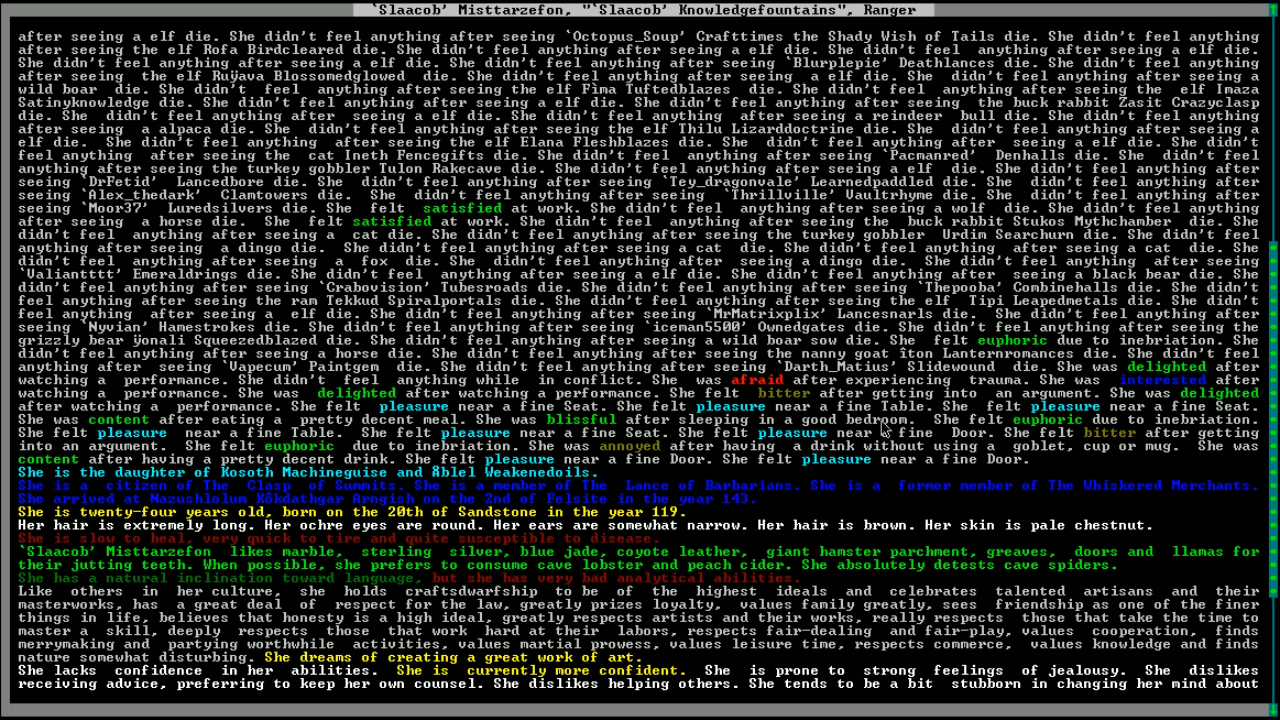 `Slaacob' Misttarzefon, "`Slaacob' Knowledgefountains", Ranger
after seeing a elf die. She didn't feel anything after seeing `Octopus_Soup' Crafttimes the Shady Wish of Tails die. She didn't feel anything
after seeing the elf Rofa Birdcleared die. She didn't feel anything after seeing a elf die. She didn't feel anything after seeing a elf die.
She didn't feel anything after seeing a elf die. She didn't feel anything after seeing `Blurplepie' Deathlances die. She didn't feel anything
after seeing the elf Ruÿava Blossomedglowed die. She didn't feel anything after seeing a elf die. She didn't feel anything after seeing a
wild boar die. She didn't feel anything after seeing the elf Fìma Tuftedblazes die. She didn't feel anything after seeing the elf Imaza
Satinyknowledge die. She didn't feel anything after seeing a elf die. She didn't feel anything after seeing the buck rabbit Zasit Crazyclasp
die. She didn't feel anything after seeing a elf die. She didn't feel anything after seeing a reindeer bull die. She didn't feel anything
after seeing a alpaca die. She didn't feel anything after seeing the elf Thilu Lizarddoctrine die. She didn't feel anything after seeing a
elf die. She didn't feel anything after seeing the elf Elana Fleshblazes die. She didn't feel anything after seeing a elf die. She didn't
feel anything after seeing the cat Ineth Fencegifts die. She didn't feel anything after seeing `Pacmanred' Denhalls die. She didn't feel
anything after seeing the turkey gobbler Tulon Rakecave die. She didn't feel anything after seeing a elf die. She didn't feel anything after
seeing `DrFetid' Lancedbore die. She didn't feel anything after seeing `Tey_dragonvale' Learnedpaddled die. She didn't feel anything after
seeing `Alex_thedark' Clamtowers die. She didn't feel anything after seeing `Thrillville' Vaultrhyme die. She didn't feel anything after
seeing `Moor37' Luredsilvers die. She felt satisfied at work. She didn't feel anything after seeing a wolf die. She didn't feel anything
after seeing a horse die. She felt satisfied at work. She didn't feel anything after seeing the buck rabbit Stukos Mythchamber die. She
didn't feel anything after seeing a cat die. She didn't feel anything after seeing the turkey gobbler Urdim Searchurn die. She didn't feel
anything after seeing a dingo die. She didn't feel anything after seeing a cat die. She didn't feel anything after seeing a cat die. She
didn't feel anything after seeing a fox die. She didn't feel anything after seeing a dingo die. She didn't feel anything after seeing
`Valiantttt' Emeraldrings die. She didn't feel anything after seeing a elf die. She didn't feel anything after seeing a black bear die. She
didn't feel anything after seeing `Crabovision' Tubesroads die. She didn't feel anything after seeing `Thepooba' Combinehalls die. She didn't
feel anything after seeing the ram Tekkud Spiralportals die. She didn't feel anything after seeing the elf Tipi Leapedmetals die. She didn't
feel anything after seeing a elf die. She didn't feel anything after seeing `MrMatrixplix' Lancesnarls die. She didn't feel anything after
seeing `Nyvian' Hamestrokes die. She didn't feel anything after seeing `iceman5500' Ownedgates die. She didn't feel anything after seeing the
grizzly bear ÿonali Squeezedblazed die. She didn't feel anything after seeing a wild boar sow die. She felt euphoric due to inebriation. She
didn't feel anything after seeing a horse die. She didn't feel anything after seeing the nanny goat îton Lanternromances die. She didn't feel
anything after seeing `Vapecum' Paintgem die. She didn't feel anything after seeing `Darth_Matius' Slidewound die. She was delighted after
watching a performance. She didn't feel anything while in conflict. She was afraid after experiencing trauma. She was interested after
watching a performance. She was delighted after watching a performance. She felt bitter after getting into an argument. She was delighted
after watching a performance. She felt pleasure near a fine Seat. She felt pleasure near a fine Table. She felt pleasure near a fine Seat.
She was content after eating a pretty decent meal. She was blissful after sleeping in a good bedroom. She felt euphoric due to inebriation.
She felt pleasure near a fine Table. She felt pleasure near a fine Seat. She felt pleasure near a fine Door. She felt bitter after getting
into an argument. She felt euphoric due to inebriation. She was annoyed after having a drink without using a goblet, cup or mug. She was
content after having a pretty decent drink. She felt pleasure near a fine Door. She felt pleasure near a fine Door.
She is the daughter of Kosoth Machineguise and Åblel Weakenedoils.
She is a citizen of The Clasp of Summits. She is a member of The Lance of Barbarians. She is a former member of The Whiskered Merchants.
She arrived at Nazushlolum Kôkdathgar Arngish on the 2nd of Felsite in the year 143.
She is twenty-four years old, born on the 20th of Sandstone in the year 119.
Her hair is extremely long. Her ochre eyes are round. Her ears are somewhat narrow. Her hair is brown. Her skin is pale chestnut.
She is slow to heal, very quick to tire and quite susceptible to disease.
`Slaacob' Misttarzefon likes marble, sterling silver, blue jade, coyote leather, giant hamster parchment, greaves, doors and llamas for
their jutting teeth. When possible, she prefers to consume cave lobster and peach cider. She absolutely detests cave spiders.
She has a natural inclination toward language, but she has very bad analytical abilities.
Like others in her culture, she holds craftsdwarfship to be of the highest ideals and celebrates talented artisans and their
masterworks, has a great deal of respect for the law, greatly prizes loyalty, values family greatly, sees friendship as one of the finer
things in life, believes that honesty is a high ideal, greatly respects artists and their works, really respects those that take the time to
master a skill, deeply respects those that work hard at their labors, respects fair-dealing and fair-play, values cooperation, finds
merrymaking and partying worthwhile activities, values martial prowess, values leisure time, respects commerce, values knowledge and finds
nature somewhat disturbing. She dreams of creating a great work of art.
She lacks confidence in her abilities. She is currently more confident. She is prone to strong feelings of jealousy. She dislikes
receiving advice, preferring to keep her own counsel. She dislikes helping others. She tends to be a bit stubborn in changing her mind about